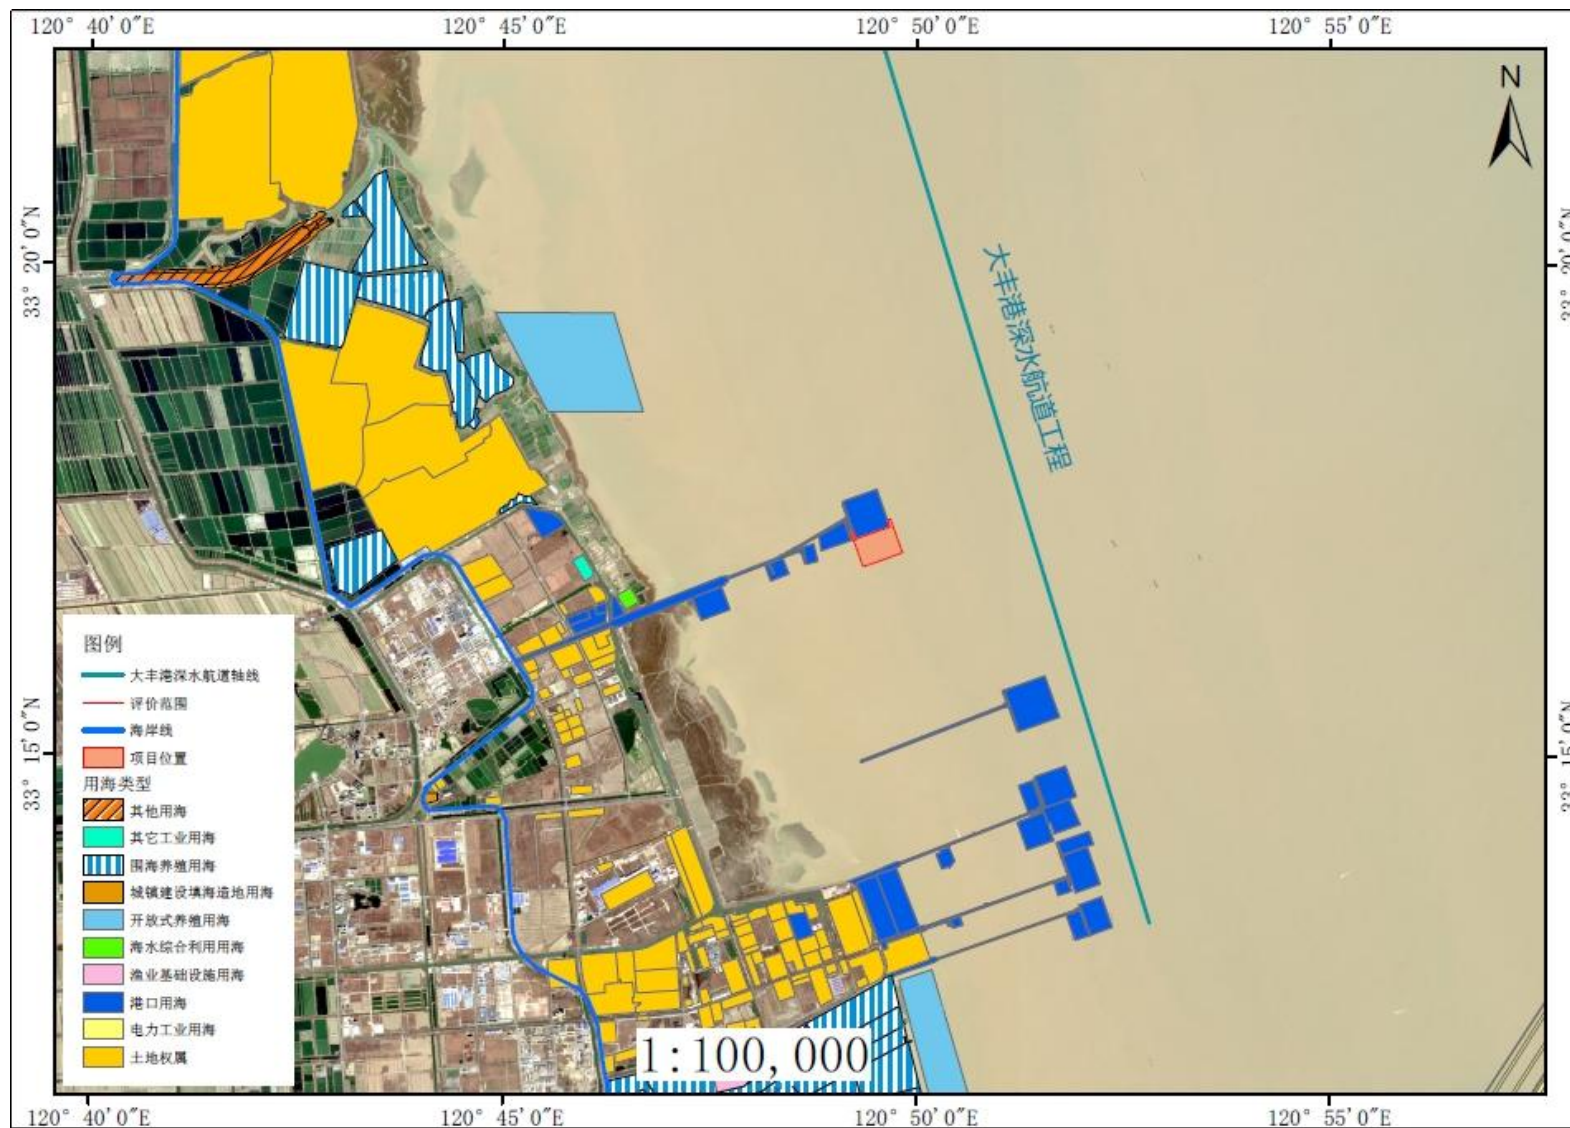 120° 40′0″E
120° 45′0″E
120° 50′0″E
120° 55′0″E
N
33° 20′0″N
33° 20′0″N
大丰港深水航道工程
33° 15′0″N
33° 15′0″N
图例
大丰港深水航道轴线
评价范围
海岸线
项目位置
用海类型
其他用海
其它工业用海
围海养殖用海
城镇建设填海造地用海
开放式养殖用海
海水综合利用用海
渔业基础设施用海
港口用海
电力工业用海
土地权属
1:100,000
120° 40′0″E
120° 45′0″E
120° 50′0″E
120° 55′0″E